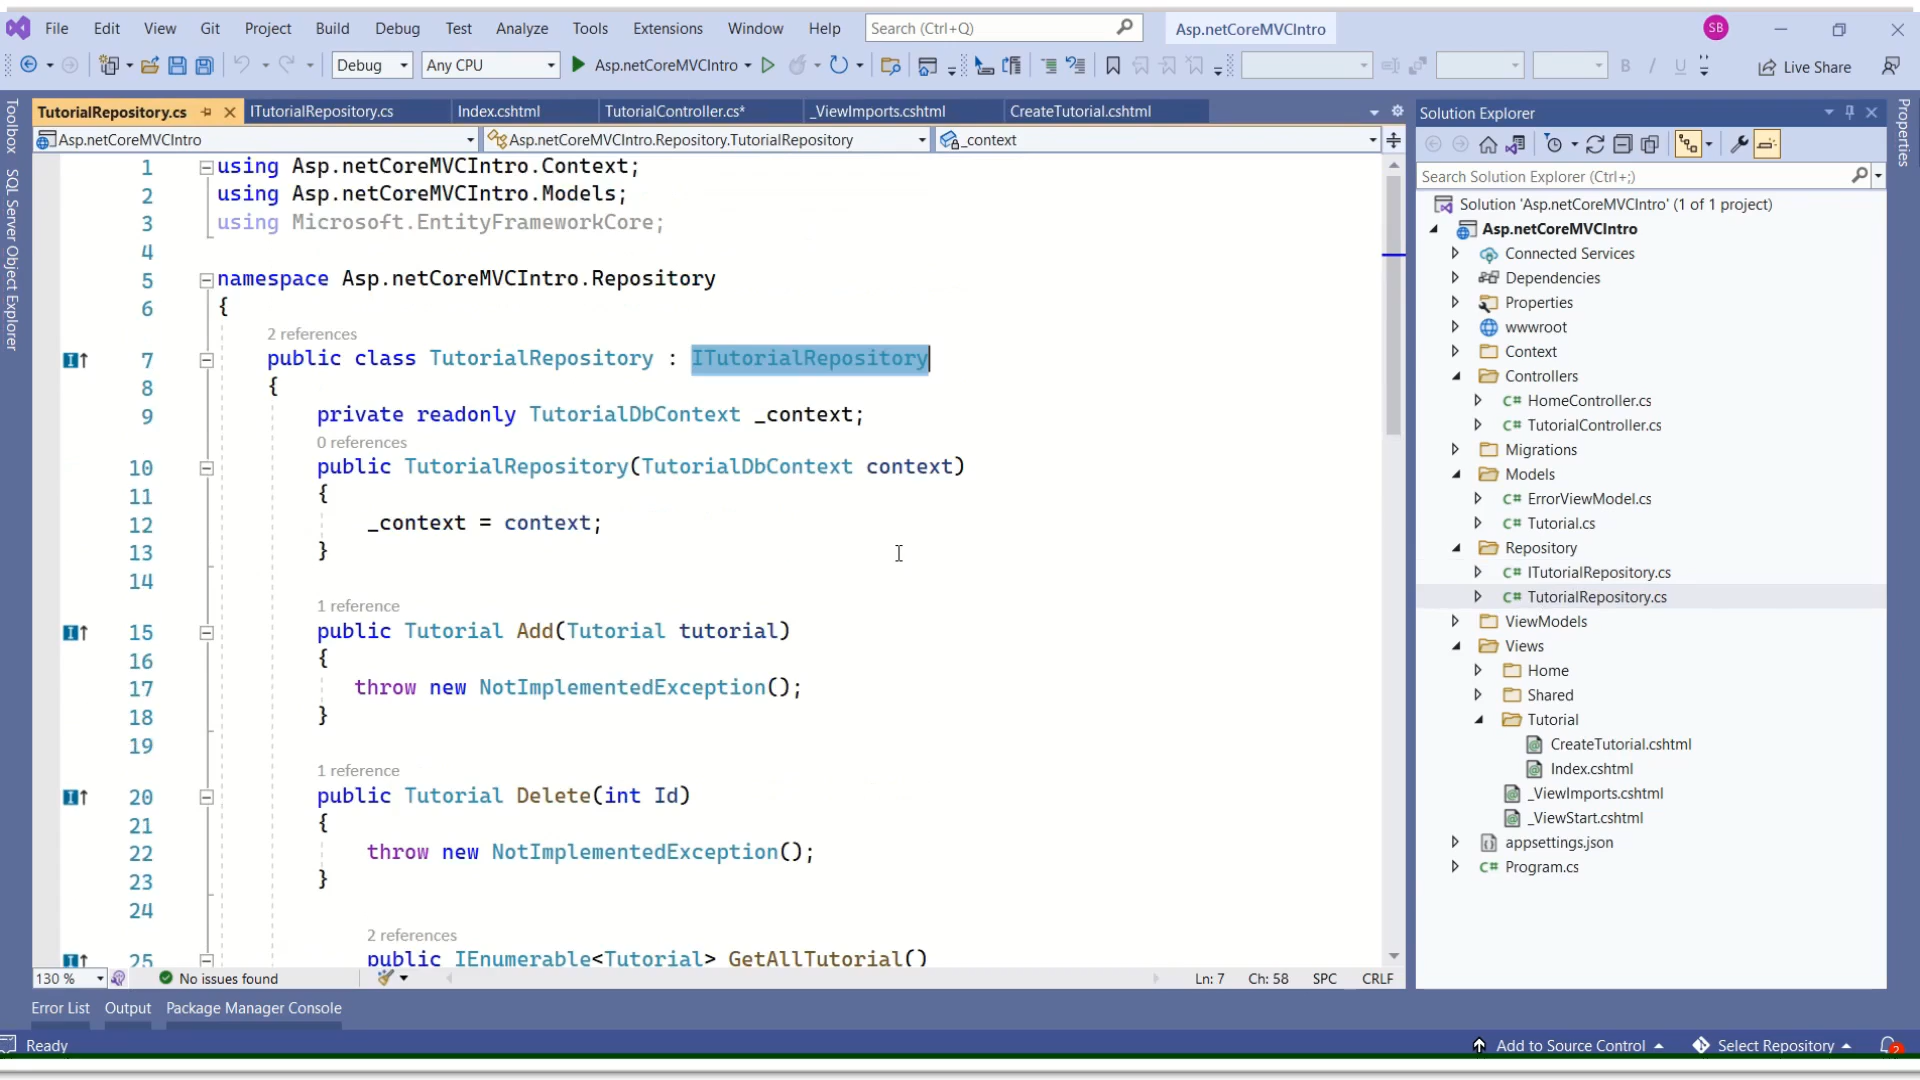 File Edit View Git Project Build Debug Test Analyze Tools Extensions Window Help Search (Ctrl+Q) Asp.netCoreMVCIntro SB
Debug Any CPU Asp.netCoreMVCIntro B I U Live Share
Toolbox
SQL Server Object Explorer
TutorialRepository.cs ITutorialRepository.cs Index.cshtml TutorialController.cs* _ViewImports.cshtml CreateTutorial.cshtml
Asp.netCoreMVCIntro Asp.netCoreMVCIntro.Repository.TutorialRepository _context
1 using Asp.netCoreMVCIntro.Context;
2 using Asp.netCoreMVCIntro.Models;
3 using Microsoft.EntityFrameworkCore;
4
5 namespace Asp.netCoreMVCIntro.Repository
6 {
2 references
7 public class TutorialRepository : ITutorialRepository
8 {
9 private readonly TutorialDbContext _context;
0 references
10 public TutorialRepository(TutorialDbContext context)
11 {
12 _context = context;
13 }
14
1 reference
15 public Tutorial Add(Tutorial tutorial)
16 {
17 throw new NotImplementedException();
18 }
19
1 reference
20 public Tutorial Delete(int Id)
21 {
22 throw new NotImplementedException();
23 }
24
2 references
25 public IEnumerable<Tutorial> GetAllTutorial()
130 % No issues found Ln: 7 Ch: 58 SPC CRLF
Solution Explorer
Search Solution Explorer (Ctrl+;)
Solution 'Asp.netCoreMVCIntro' (1 of 1 project)
Asp.netCoreMVCIntro
Connected Services
Dependencies
Properties
wwwroot
Context
Controllers
C# HomeController.cs
C# TutorialController.cs
Migrations
Models
C# ErrorViewModel.cs
C# Tutorial.cs
Repository
C# ITutorialRepository.cs
C# TutorialRepository.cs
ViewModels
Views
Home
Shared
Tutorial
CreateTutorial.cshtml
Index.cshtml
_ViewImports.cshtml
_ViewStart.cshtml
appsettings.json
C# Program.cs
Properties
Error List Output Package Manager Console
Ready Add to Source Control Select Repository 2